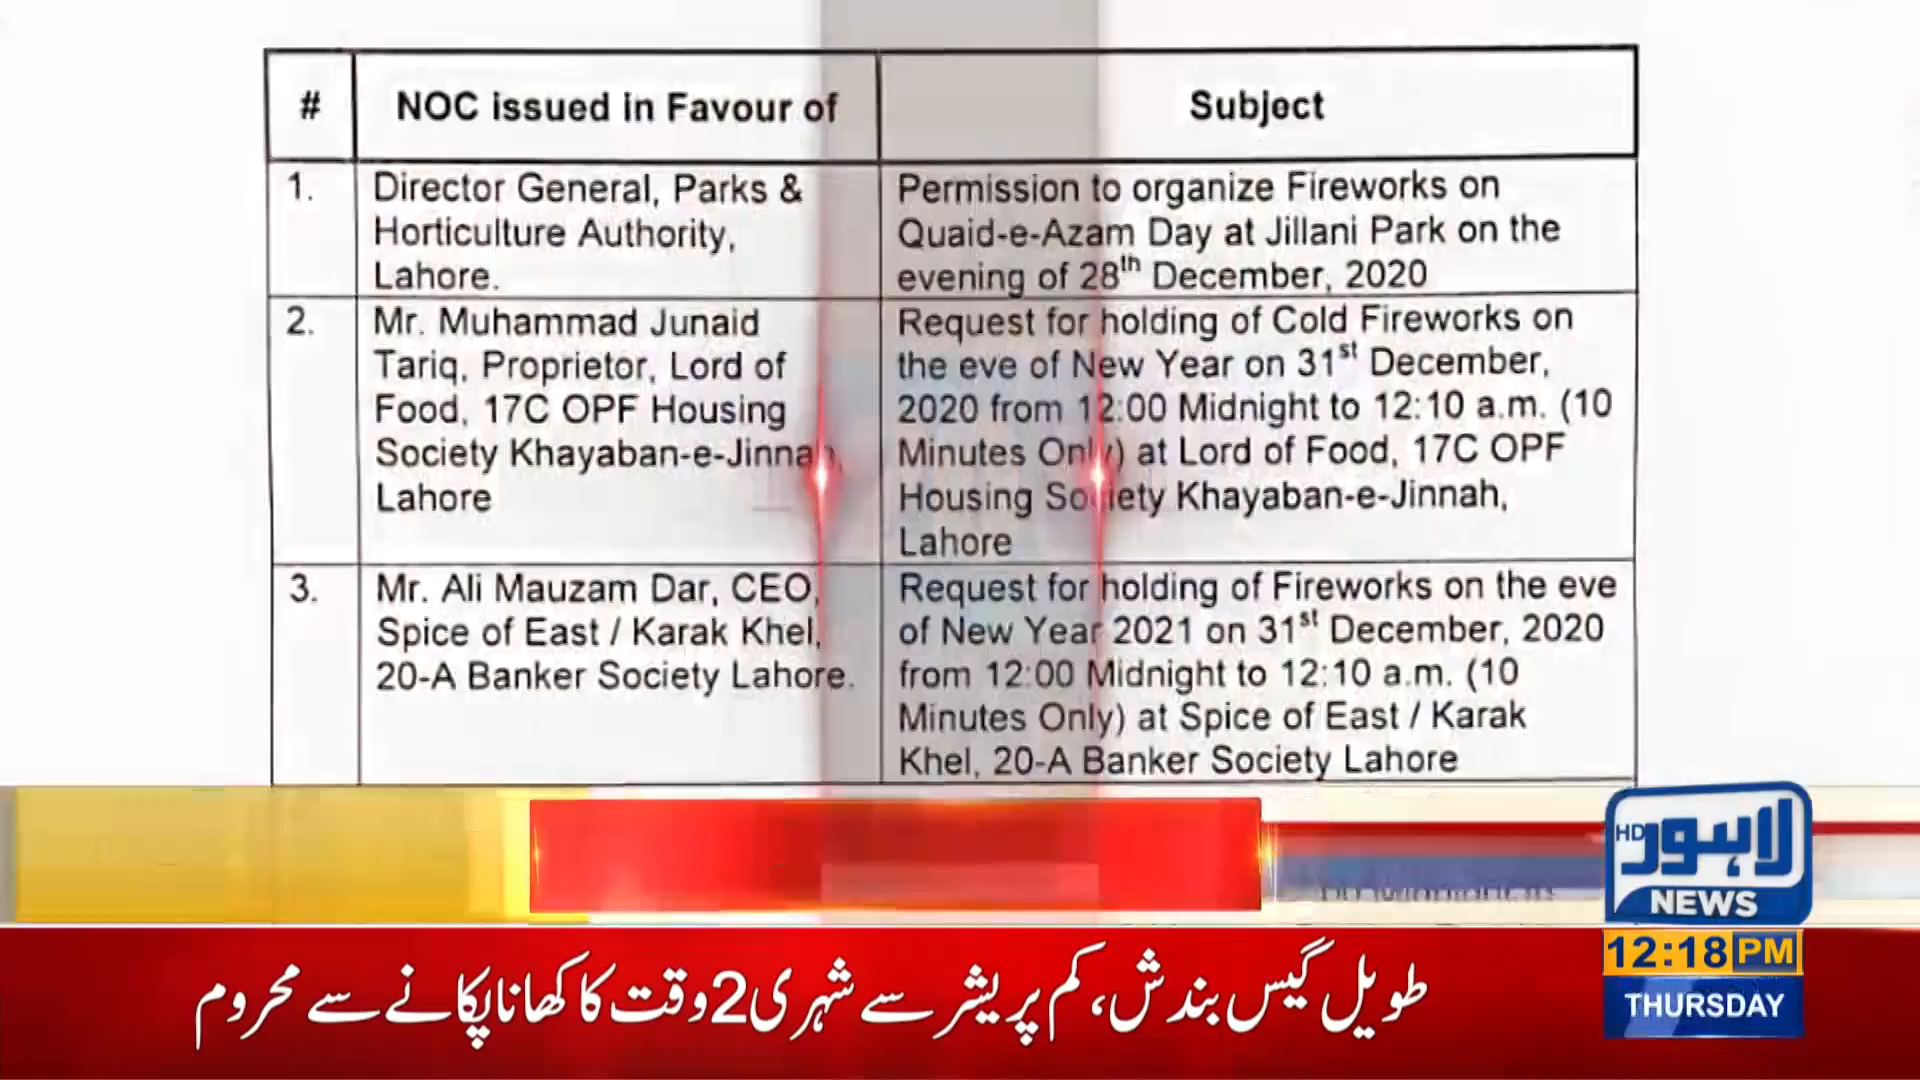 # NOC issued in Favour of Subject
1. Director General, Parks & Permission to organize Fireworks on
Horticulture Authority, Quaid-e-Azam Day at Jillani Park on the
Lahore. evening of 28th December, 2020
2. Mr. Muhammad Junaid Request for holding of Cold Fireworks on
Tariq, Proprietor, Lord of the eve of New Year on 31st December,
Food, 17C OPF Housing 2020 from 12:00 Midnight to 12:10 a.m. (10
Society Khayaban-e-Jinnah, Minutes Only) at Lord of Food, 17C OPF
Lahore Housing Society Khayaban-e-Jinnah,
Lahore
3. Mr. Ali Mauzam Dar, CEO, Request for holding of Fireworks on the eve
Spice of East / Karak Khel, of New Year 2021 on 31st December, 2020
20-A Banker Society Lahore. from 12:00 Midnight to 12:10 a.m. (10
Minutes Only) at Spice of East / Karak
Khel, 20-A Banker Society Lahore
لاہور HD
NEWS
12:18 PM
THURSDAY
طویل گیس بندش، کم پریشر سے شہری 2 وقت کا کھانا پکانے سے محروم